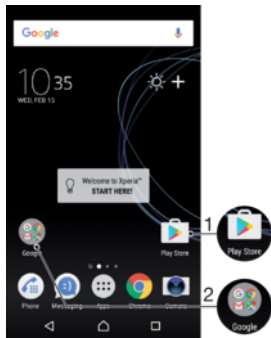 Google
10 35
WED, FEB 15
Welcome to Xperia™
START HERE!
1
Google
Play Store
Play Store
Phone
Messaging
Apps
Chrome
Camera
2
Google